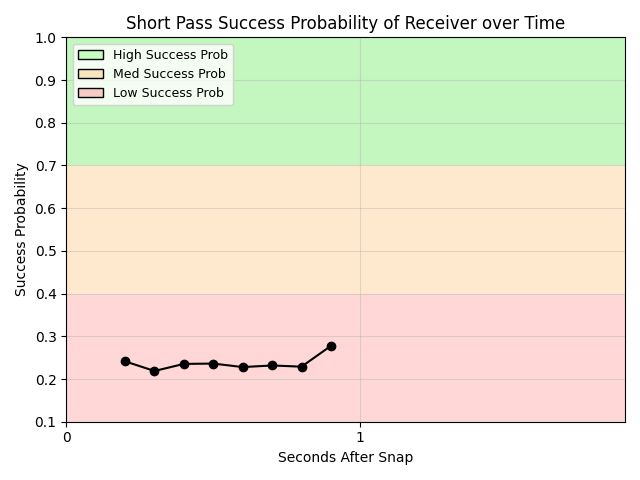 Short Pass Success Probability of Receiver over Time
High Success Prob
Med Success Prob
Low Success Prob
Success Probability
1.0
0.9
0.8
0.7
0.6
0.5
0.4
0.3
0.2
0.1
0 1
Seconds After Snap